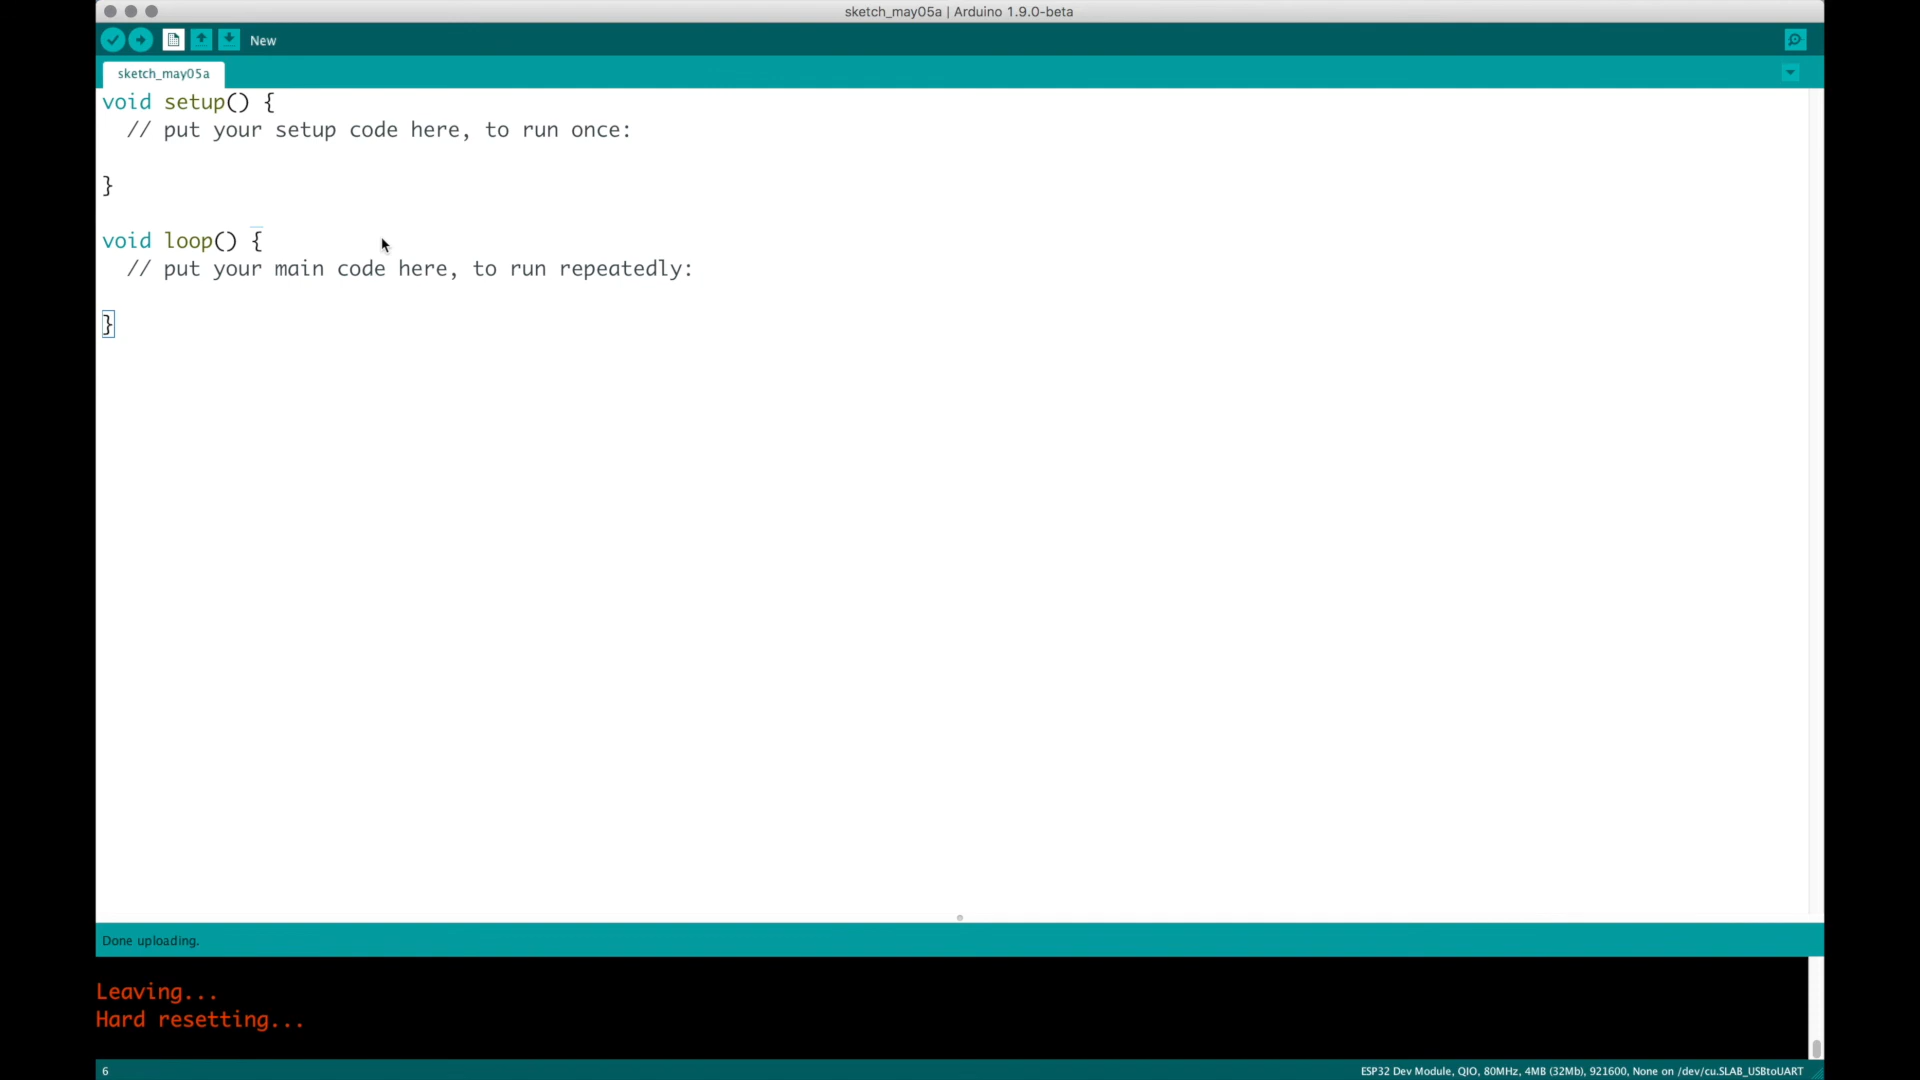 sketch_may05a | Arduino 1.9.0-beta
New
sketch_may05a
void setup() {
  // put your setup code here, to run once:
}
void loop() {
  // put your main code here, to run repeatedly:
}
Done uploading.
Leaving...
Hard resetting...
6
ESP32 Dev Module, QIO, 80MHz, 4MB (32Mb), 921600, None on /dev/cu.SLAB_USBtoUART